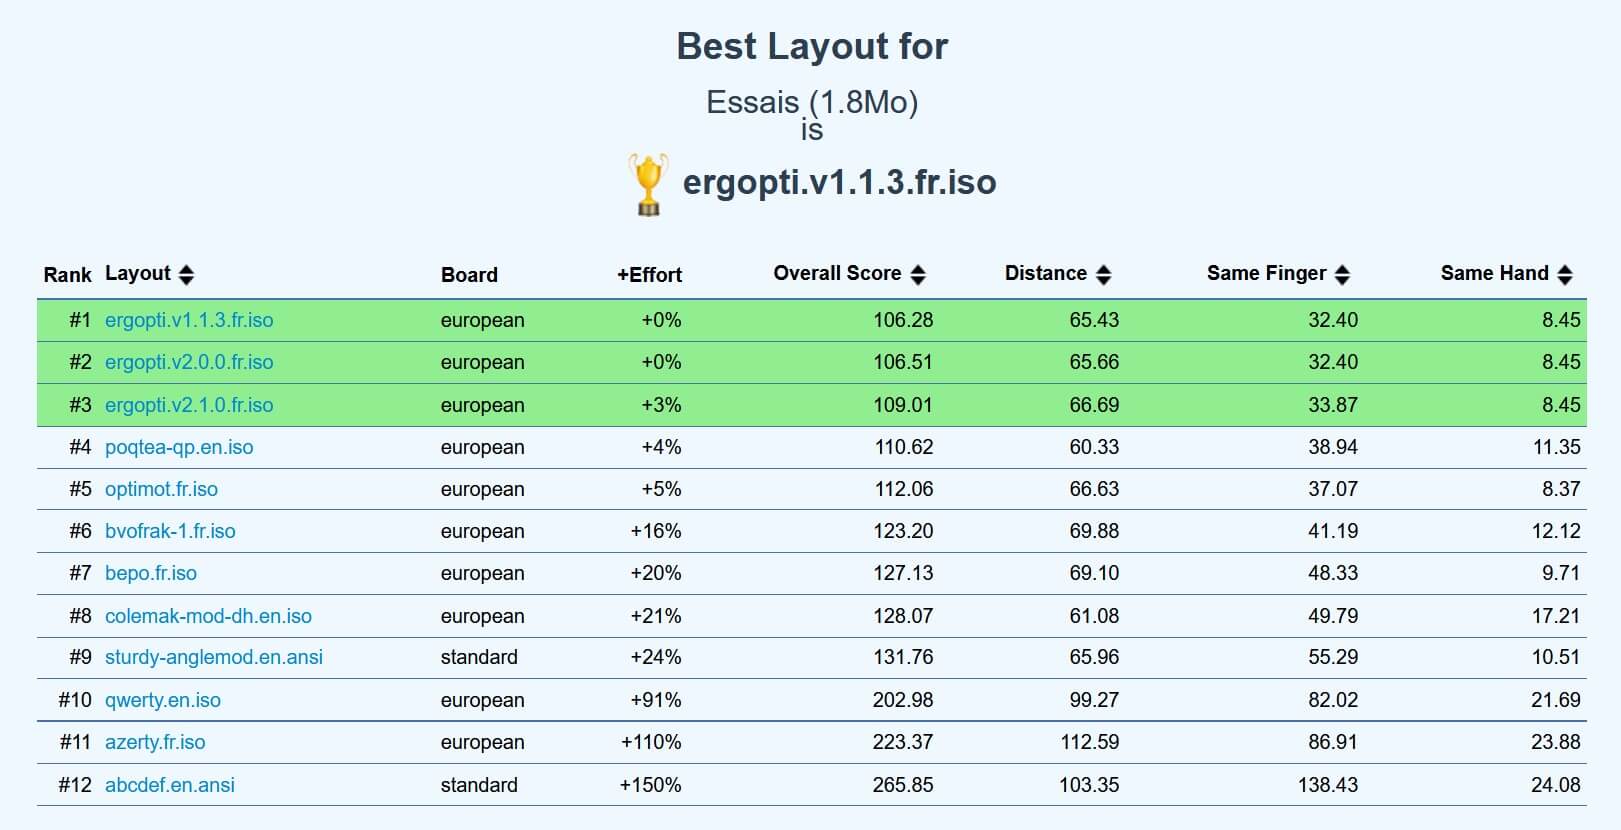 Best Layout for
Essais (1.8Mo)
is
ergopti.v1.1.3.fr.iso
Rank Layout Board +Effort Overall Score Distance Same Finger Same Hand
#1 ergopti.v1.1.3.fr.iso european +0% 106.28 65.43 32.40 8.45
#2 ergopti.v2.0.0.fr.iso european +0% 106.51 65.66 32.40 8.45
#3 ergopti.v2.1.0.fr.iso european +3% 109.01 66.69 33.87 8.45
#4 poqtea-qp.en.iso european +4% 110.62 60.33 38.94 11.35
#5 optimot.fr.iso european +5% 112.06 66.63 37.07 8.37
#6 bvofrak-1.fr.iso european +16% 123.20 69.88 41.19 12.12
#7 bepo.fr.iso european +20% 127.13 69.10 48.33 9.71
#8 colemak-mod-dh.en.iso european +21% 128.07 61.08 49.79 17.21
#9 sturdy-anglemod.en.ansi standard +24% 131.76 65.96 55.29 10.51
#10 qwerty.en.iso european +91% 202.98 99.27 82.02 21.69
#11 azerty.fr.iso european +110% 223.37 112.59 86.91 23.88
#12 abcdef.en.ansi standard +150% 265.85 103.35 138.43 24.08